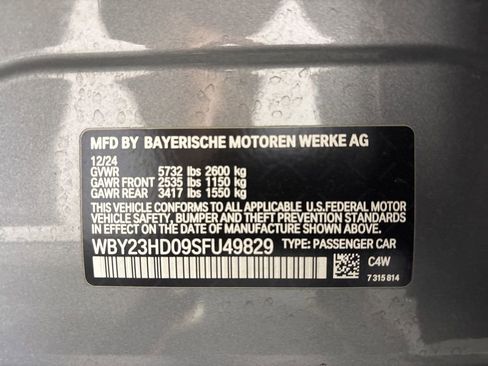 MFD BY BAYERISCHE MOTOREN WERKE AG
12/24
GVWR 5732 lbs 2600 kg
GAWR FRONT 2535 lbs 1150 kg
GAWR REAR 3417 lbs 1550 kg
THIS VEHICLE CONFORMS TO ALL APPLICABLE U.S.FEDERAL MOTOR
VEHICLE SAFETY, BUMPER AND THEFT PREVENTION STANDARDS IN
EFFECT ON THE DATE OF MANUFACTURE SHOWN ABOVE.
WBY23HD09SFU49829 TYPE: PASSENGER CAR
C4W
7 315 814